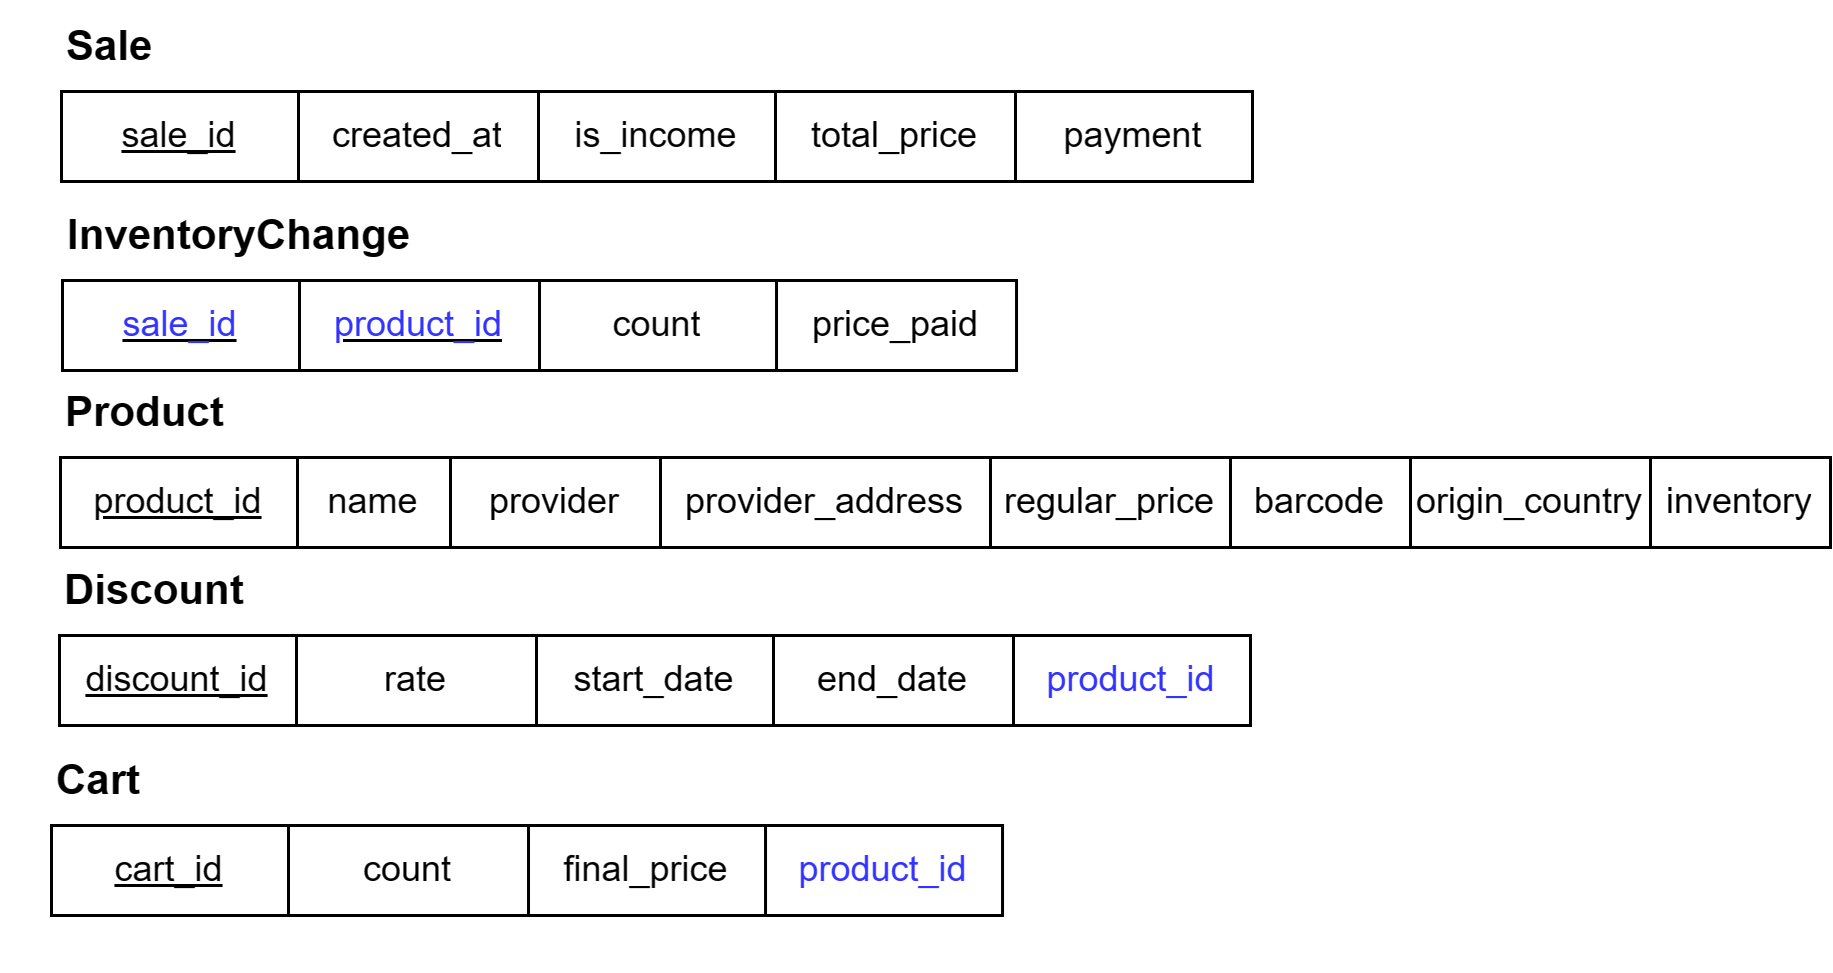 Sale
sale_id created_at is_income total_price payment
InventoryChange
sale_id product_id count price_paid
Product
product_id name provider provider_address regular_price barcode origin_country inventory
Discount
discount_id rate start_date end_date product_id
Cart
cart_id count final_price product_id